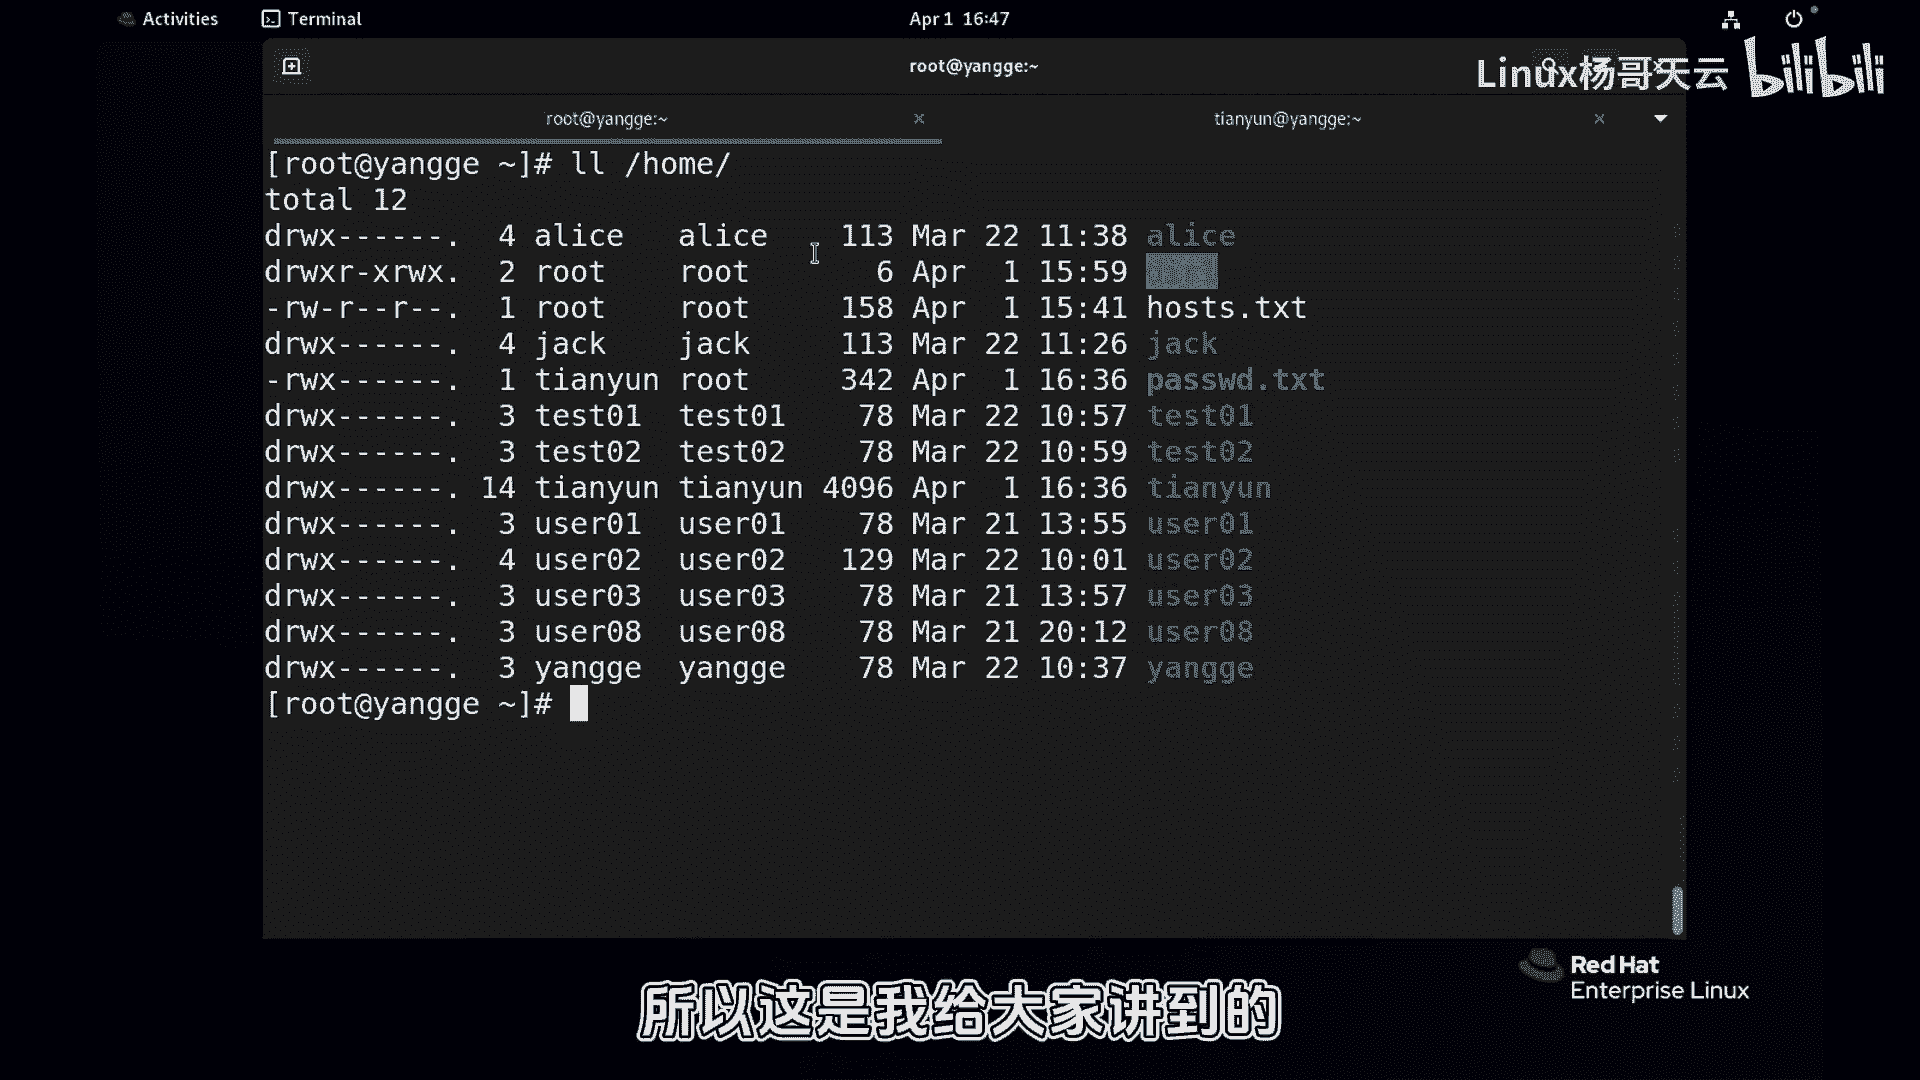 Activities
Terminal
Apr 1 16:47
root@yangge:~
Linux杨哥天云 bilibili
root@yangge:~
tianyun@yangge:~
[root@yangge ~]# ll /home/
total 12
drwx------. 4 alice alice 113 Mar 22 11:38 alice
drwxr-xrwx. 2 root root 6 Apr 1 15:59
-rw-r--r--. 1 root root 158 Apr 1 15:41 hosts.txt
drwx------. 4 jack jack 113 Mar 22 11:26 jack
-rwx------. 1 tianyun root 342 Apr 1 16:36 passwd.txt
drwx------. 3 test01 test01 78 Mar 22 10:57 test01
drwx------. 3 test02 test02 78 Mar 22 10:59 test02
drwx------. 14 tianyun tianyun 4096 Apr 1 16:36 tianyun
drwx------. 3 user01 user01 78 Mar 21 13:55 user01
drwx------. 4 user02 user02 129 Mar 22 10:01 user02
drwx------. 3 user03 user03 78 Mar 21 13:57 user03
drwx------. 3 user08 user08 78 Mar 21 20:12 user08
drwx------. 3 yangge yangge 78 Mar 22 10:37 yangge
[root@yangge ~]#
Red Hat
Enterprise Linux
所以这是我给大家讲到的